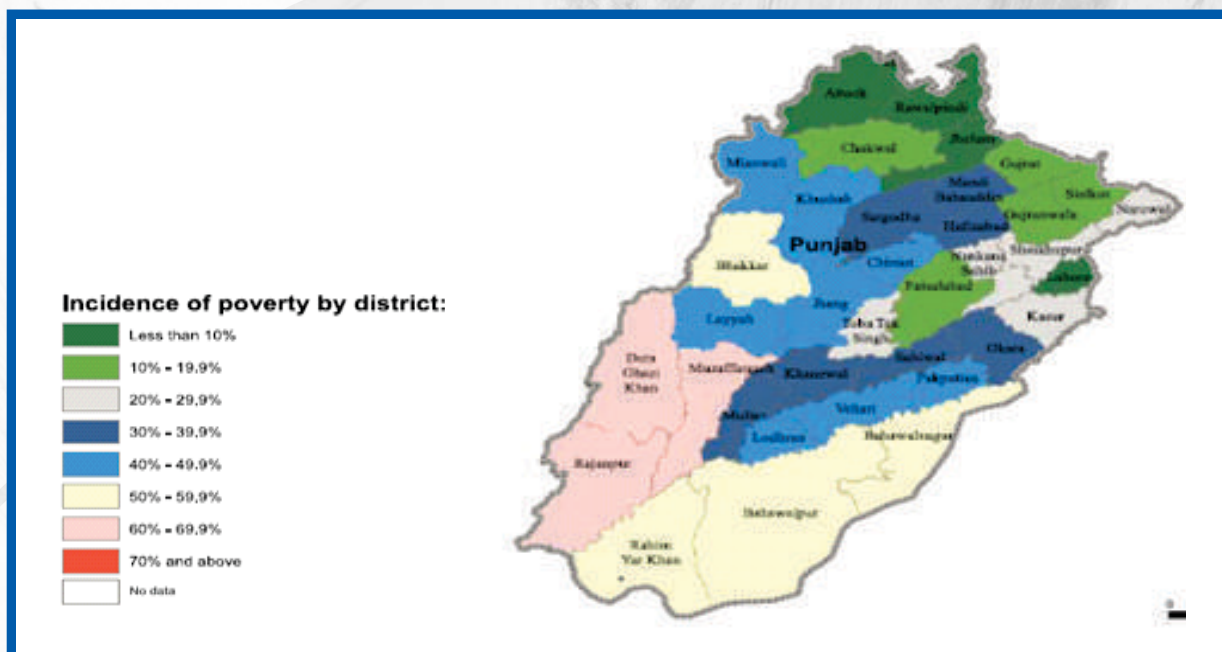 Attock
Rawalpindi
Jhelum
Chakwal
Gujrat
Mianwali
Mandi
Bahauddin
Sialkot
Khushab
Narowal
Sargodha
Gujranwala
Hafizabad
Punjab
Sheikhupura
Nankana
Sahib
Chiniot
Bhakkar
Lahore
Faisalabad
Incidence of poverty by district:
Less than 10%
10% - 19,9%
20% - 29,9%
30% - 39,9%
40% - 49,9%
50% - 59,9%
60% - 69,9%
70% and above
No data
Jhang
Kasur
Layyah
Toba Tek
Singh
Okara
Sahiwal
Dera
Ghazi
Khan
Muzaffargarh
Khanewal
Pakpattan
Multan
Vehari
Lodhran
Bahawalnagar
Rajanpur
Bahawalpur
Rahim
Yar Khan